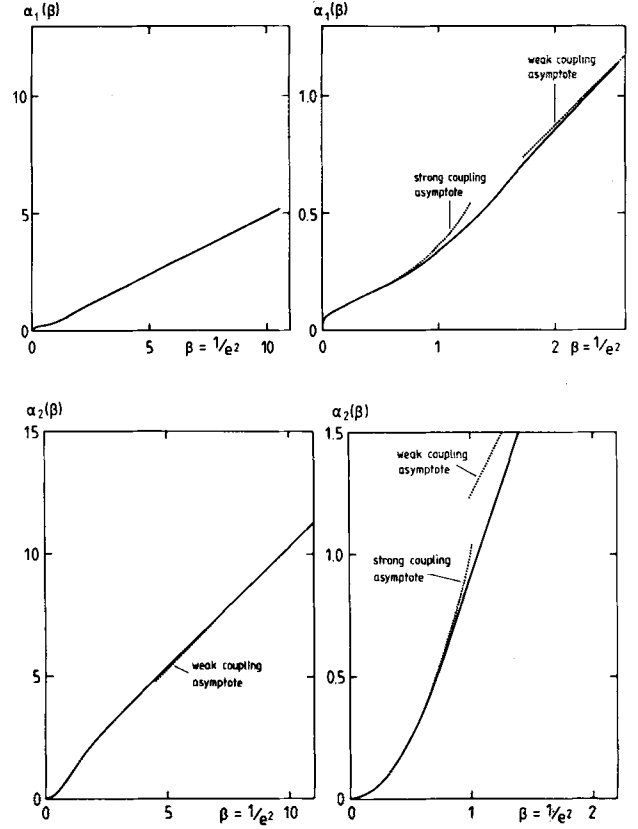 α₁(β)
10
5
0
0
5
β = 1/e²
10
α₁(β)
1.0
0.5
0
0
1
2
β = 1/e²
weak coupling
asymptote
strong coupling
asymptote
α₂(β)
15
10
5
0
0
5
β = 1/e²
10
weak coupling
asymptote
α₂(β)
1.5
1.0
0.5
0
0
1
β = 1/e²
2
weak coupling
asymptote
strong coupling
asymptote